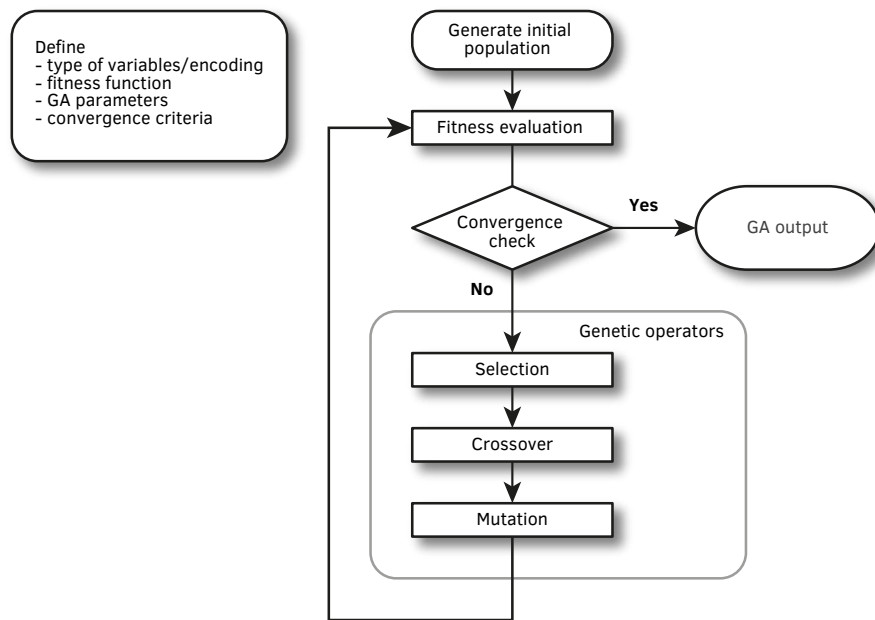 Define
- type of variables/encoding
- fitness function
- GA parameters
- convergence criteria
Generate initial
population
Fitness evaluation
Convergence
check
Yes
GA output
No
Genetic operators
Selection
Crossover
Mutation